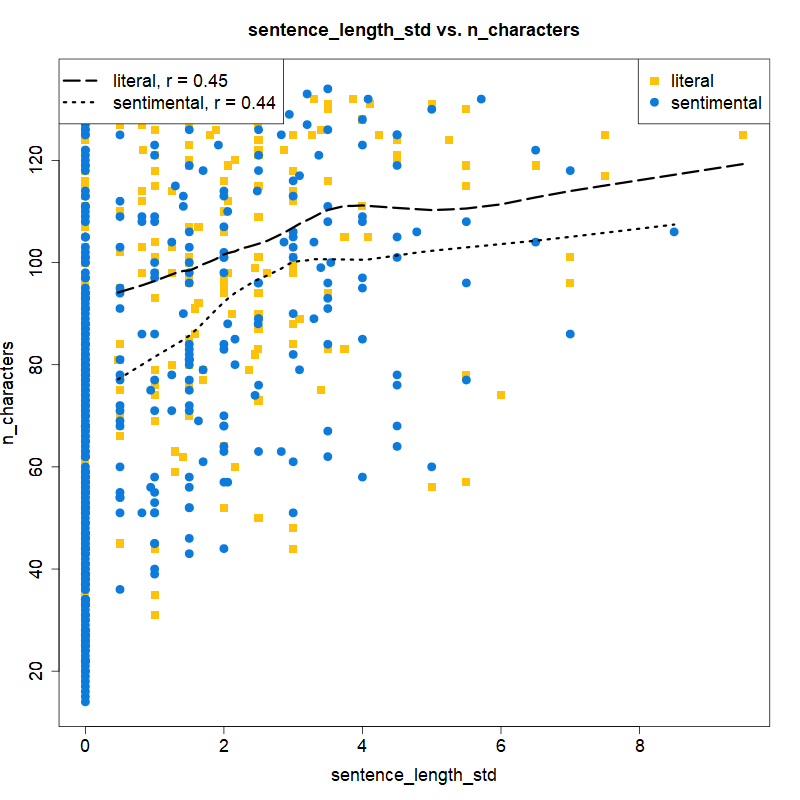 sentence_length_std vs. n_characters
literal, r = 0.45
sentimental, r = 0.44
literal
sentimental
n_characters
120
100
80
60
40
20
0 2 4 6 8
sentence_length_std